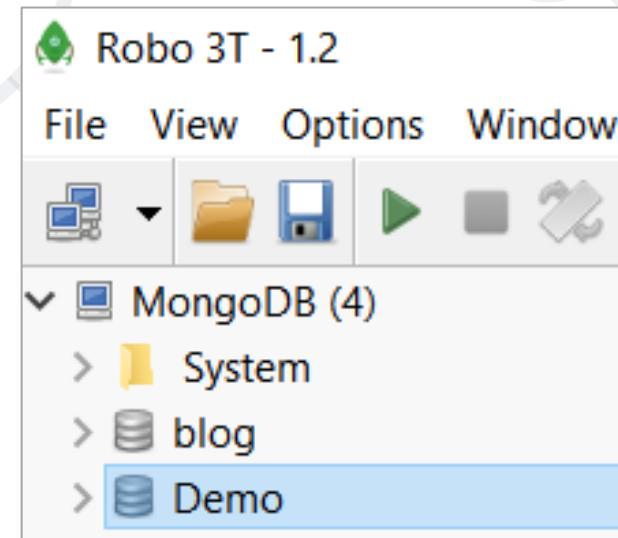 Robo 3T - 1.2
File View Options Window
MongoDB (4)
System
blog
Demo